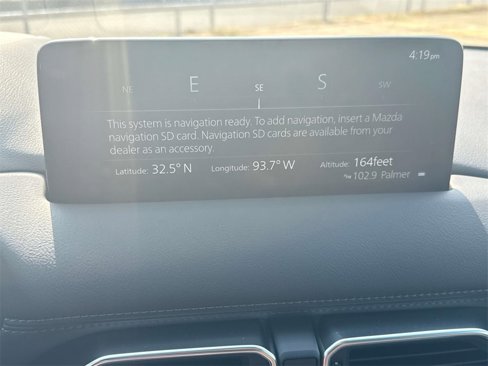 4:19pm
NE E SE S SW
This system is navigation ready. To add navigation, insert a Mazda
navigation SD card. Navigation SD cards are available from your
dealer as an accessory.
Latitude: 32.5° N Longitude: 93.7° W Altitude: 164feet
102.9 Palmer